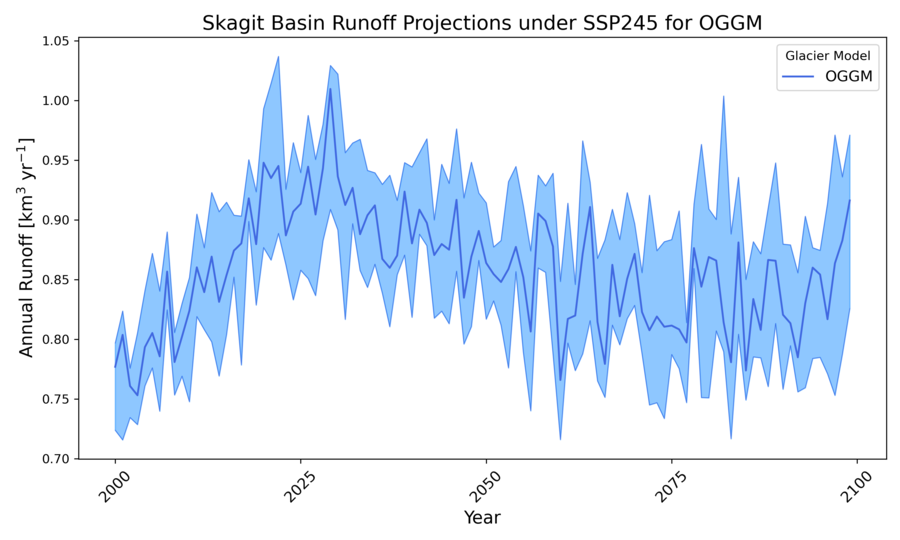 Skagit Basin Runoff Projections under SSP245 for OGGM
Glacier Model
OGGM
Annual Runoff [km³ yr⁻¹]
1.05
1.00
0.95
0.90
0.85
0.80
0.75
0.70
2000
2025
2050
2075
2100
Year